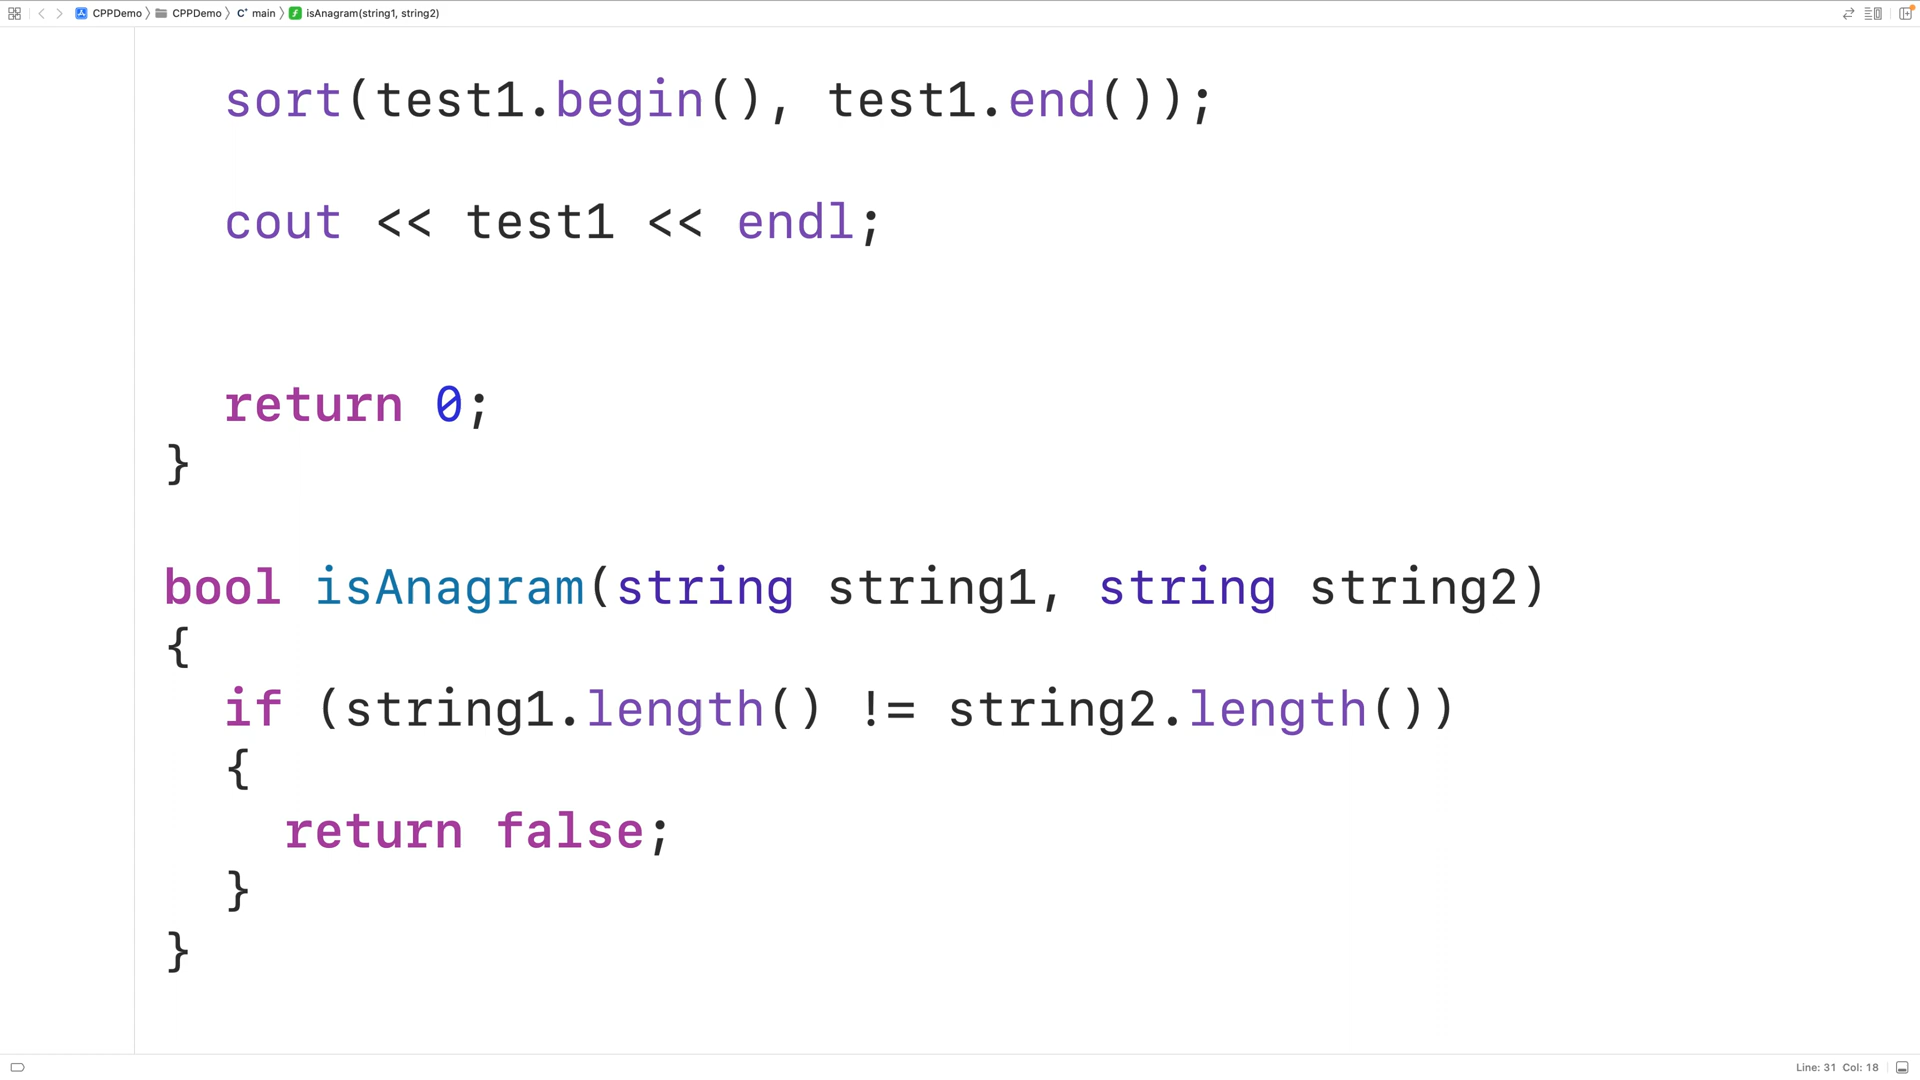 CPPDemo CPPDemo C+ main f isAnagram(string1, string2)
sort(test1.begin(), test1.end());
cout << test1 << endl;
return 0;
}
bool isAnagram(string string1, string string2)
{
if (string1.length() != string2.length())
{
return false;
}
}
Line: 31 Col: 18